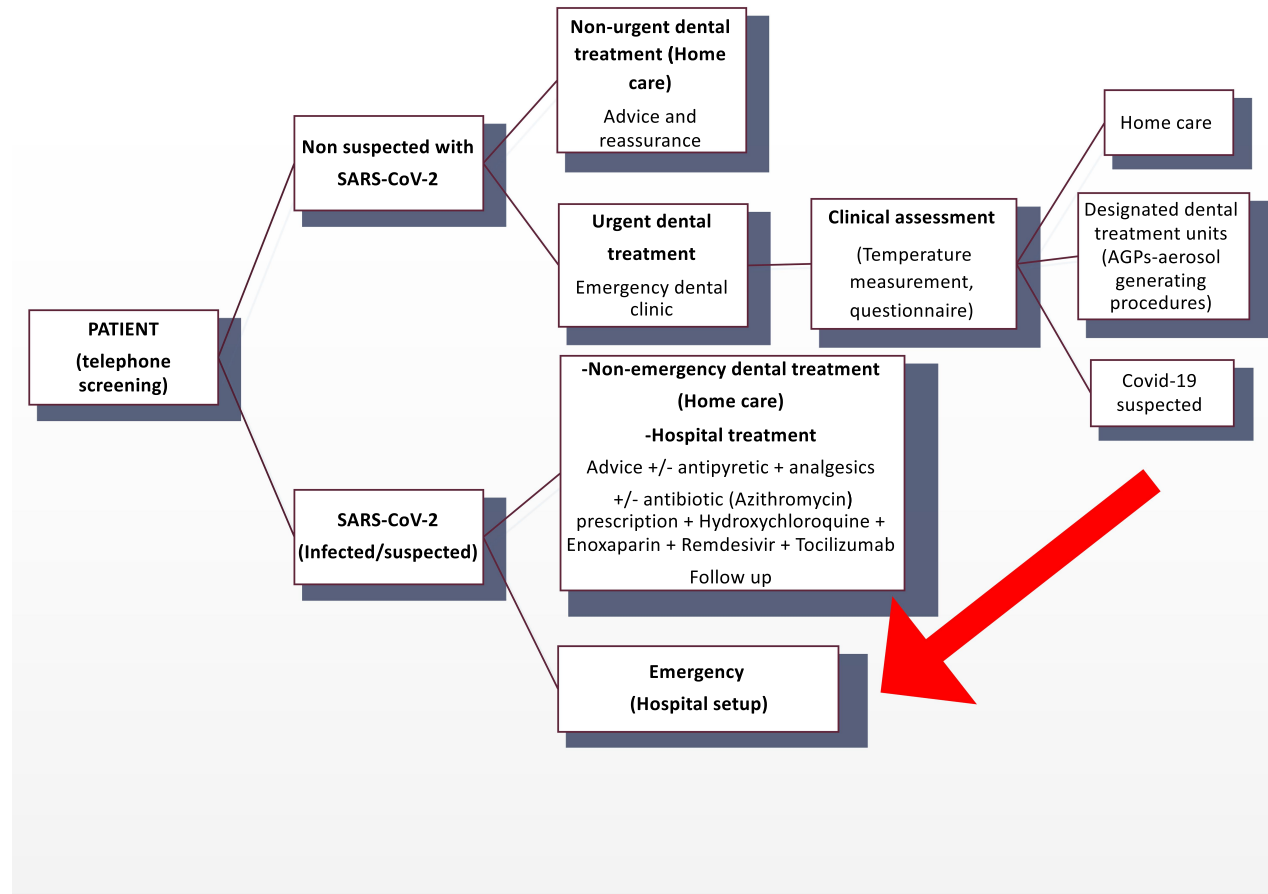 Non-urgent dental
treatment (Home
care)
Advice and
reassurance
Non suspected with
SARS-CoV-2
Urgent dental
treatment
Emergency dental
clinic
Clinical assessment
(Temperature
measurement,
questionnaire)
Home care
Designated dental
treatment units
(AGPs-aerosol
generating
procedures)
Covid-19
suspected
PATIENT
(telephone
screening)
SARS-CoV-2
(Infected/suspected)
-Non-emergency dental treatment
(Home care)
-Hospital treatment
Advice +/- antipyretic + analgesics
+/- antibiotic (Azithromycin)
prescription + Hydroxychloroquine +
Enoxaparin + Remdesivir + Tocilizumab
Follow up
Emergency
(Hospital setup)